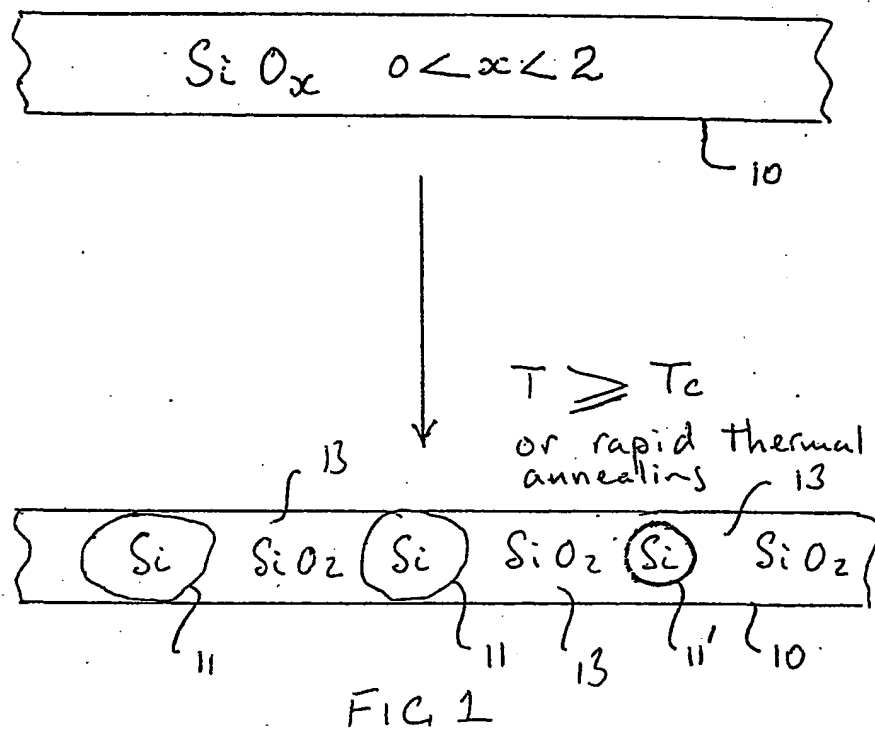 SiOx 0<x<2
10
T ⩾ Tc
or rapid thermal
annealing
13
13
Si SiO2 Si SiO2 Si SiO2
11
11
13
11'
10
FIG 1